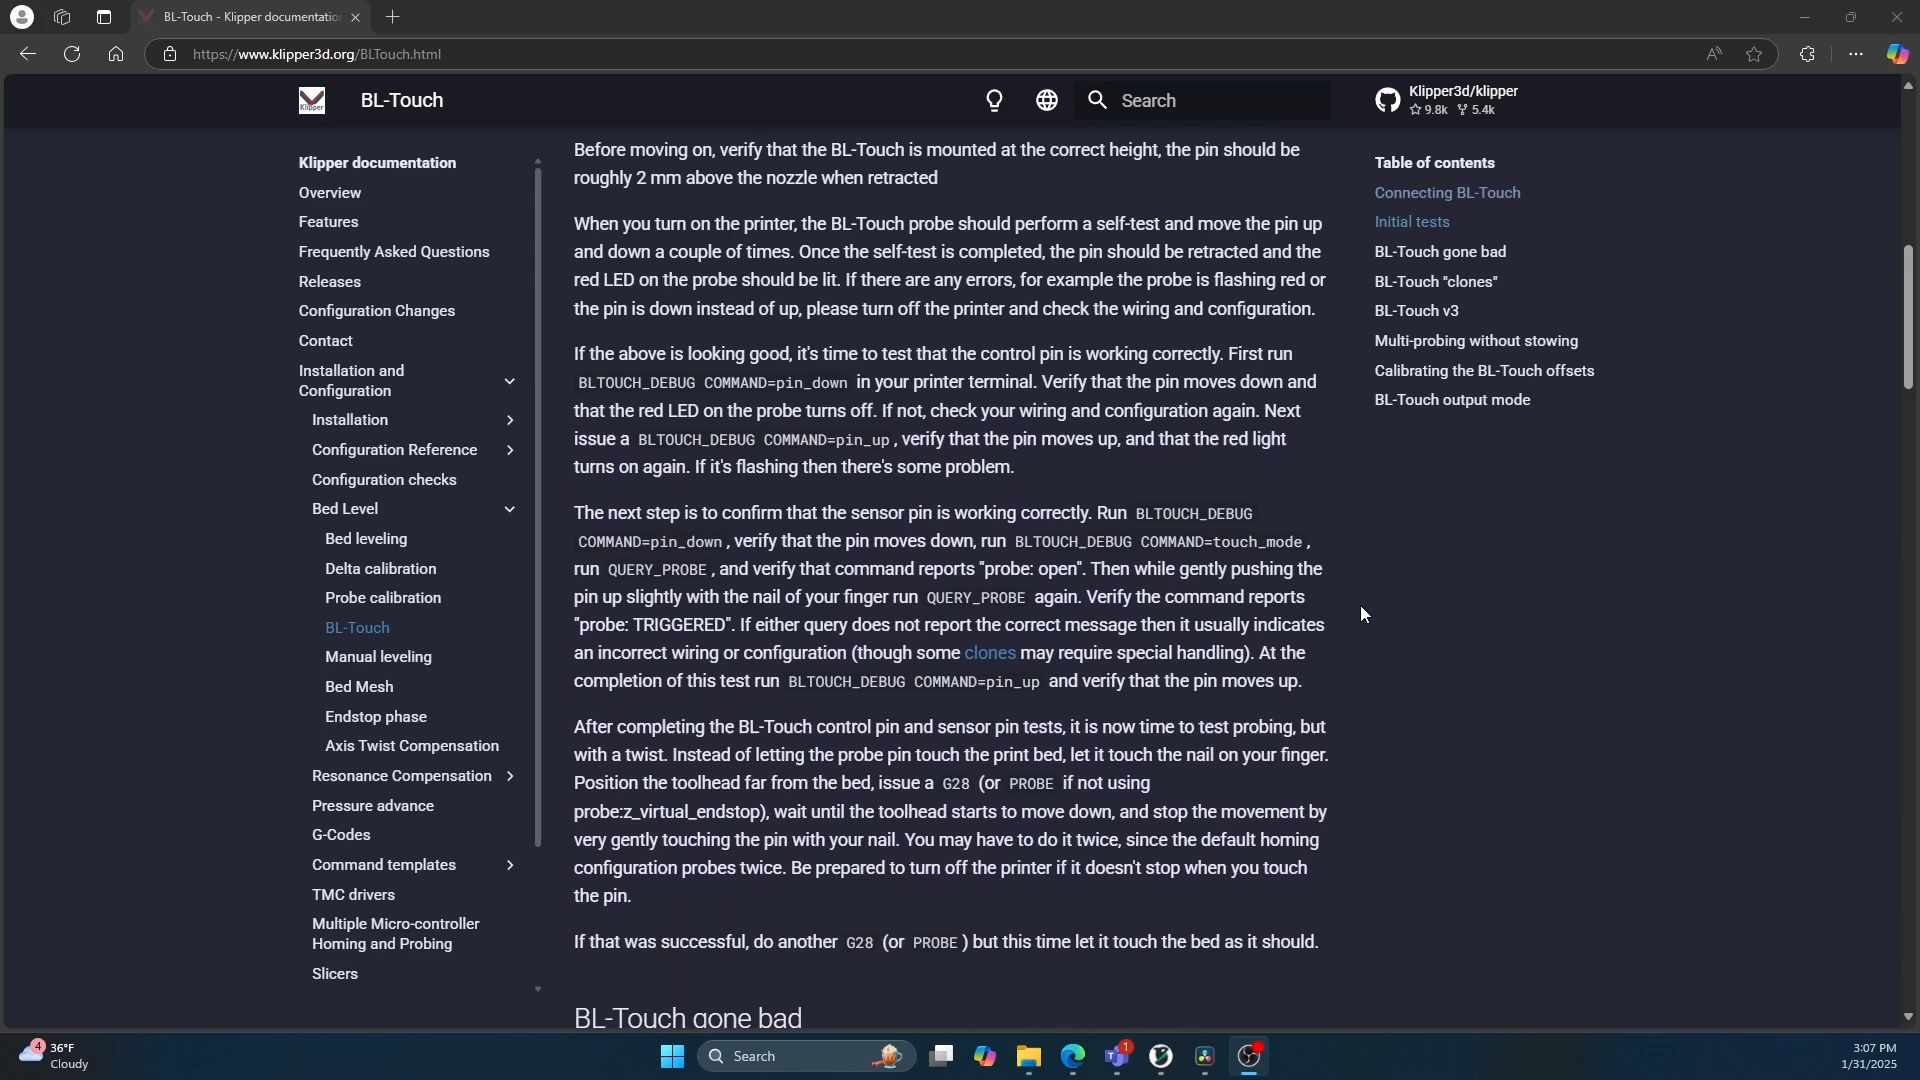 BL-Touch - Klipper documentatio
https://www.klipper3d.org/BLTouch.html
Klipper
BL-Touch
Search
Klipper3d/klipper
9.8k 5.4k
Klipper documentation
Overview
Features
Frequently Asked Questions
Releases
Configuration Changes
Contact
Installation and
Configuration
Installation
Configuration Reference
Configuration checks
Bed Level
Bed leveling
Delta calibration
Probe calibration
BL-Touch
Manual leveling
Bed Mesh
Endstop phase
Axis Twist Compensation
Resonance Compensation
Pressure advance
G-Codes
Command templates
TMC drivers
Multiple Micro-controller
Homing and Probing
Slicers
Before moving on, verify that the BL-Touch is mounted at the correct height, the pin should be
roughly 2 mm above the nozzle when retracted
When you turn on the printer, the BL-Touch probe should perform a self-test and move the pin up
and down a couple of times. Once the self-test is completed, the pin should be retracted and the
red LED on the probe should be lit. If there are any errors, for example the probe is flashing red or
the pin is down instead of up, please turn off the printer and check the wiring and configuration.
If the above is looking good, it's time to test that the control pin is working correctly. First run
BLTOUCH_DEBUG COMMAND=pin_down in your printer terminal. Verify that the pin moves down and
that the red LED on the probe turns off. If not, check your wiring and configuration again. Next
issue a BLTOUCH_DEBUG COMMAND=pin_up, verify that the pin moves up, and that the red light
turns on again. If it's flashing then there's some problem.
The next step is to confirm that the sensor pin is working correctly. Run BLTOUCH_DEBUG
COMMAND=pin_down, verify that the pin moves down, run BLTOUCH_DEBUG COMMAND=touch_mode,
run QUERY_PROBE, and verify that command reports "probe: open". Then while gently pushing the
pin up slightly with the nail of your finger run QUERY_PROBE again. Verify the command reports
"probe: TRIGGERED". If either query does not report the correct message then it usually indicates
an incorrect wiring or configuration (though some clones may require special handling). At the
completion of this test run BLTOUCH_DEBUG COMMAND=pin_up and verify that the pin moves up.
After completing the BL-Touch control pin and sensor pin tests, it is now time to test probing, but
with a twist. Instead of letting the probe pin touch the print bed, let it touch the nail on your finger.
Position the toolhead far from the bed, issue a G28 (or PROBE if not using
probe:z_virtual_endstop), wait until the toolhead starts to move down, and stop the movement by
very gently touching the pin with your nail. You may have to do it twice, since the default homing
configuration probes twice. Be prepared to turn off the printer if it doesn't stop when you touch
the pin.
If that was successful, do another G28 (or PROBE) but this time let it touch the bed as it should.
BL-Touch gone bad
Table of contents
Connecting BL-Touch
Initial tests
BL-Touch gone bad
BL-Touch "clones"
BL-Touch v3
Multi-probing without stowing
Calibrating the BL-Touch offsets
BL-Touch output mode
4
36°F
Cloudy
Search
1
3:07 PM
1/31/2025